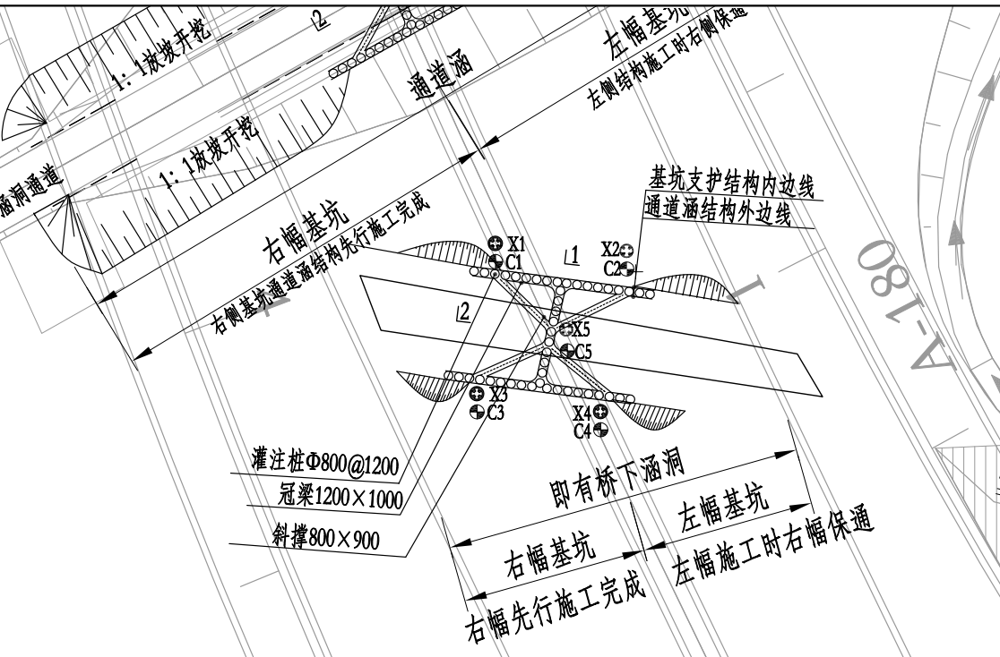 2
1：1放坡开挖
通道涵
左幅基坑
左侧结构施工时右侧保通
1：1放坡开挖
涵洞通道
右幅基坑
右侧基坑通道涵结构先行施工完成
基坑支护结构内边线
通道涵结构外边线
X1
C1
1
X2
C2
2
X5
C5
X3
C3
X4
C4
A-180
灌注桩Φ800@1200
冠梁1200×1000
斜撑800×900
即有桥下涵洞
右幅基坑
左幅基坑
右幅先行施工完成
左幅施工时右幅保通